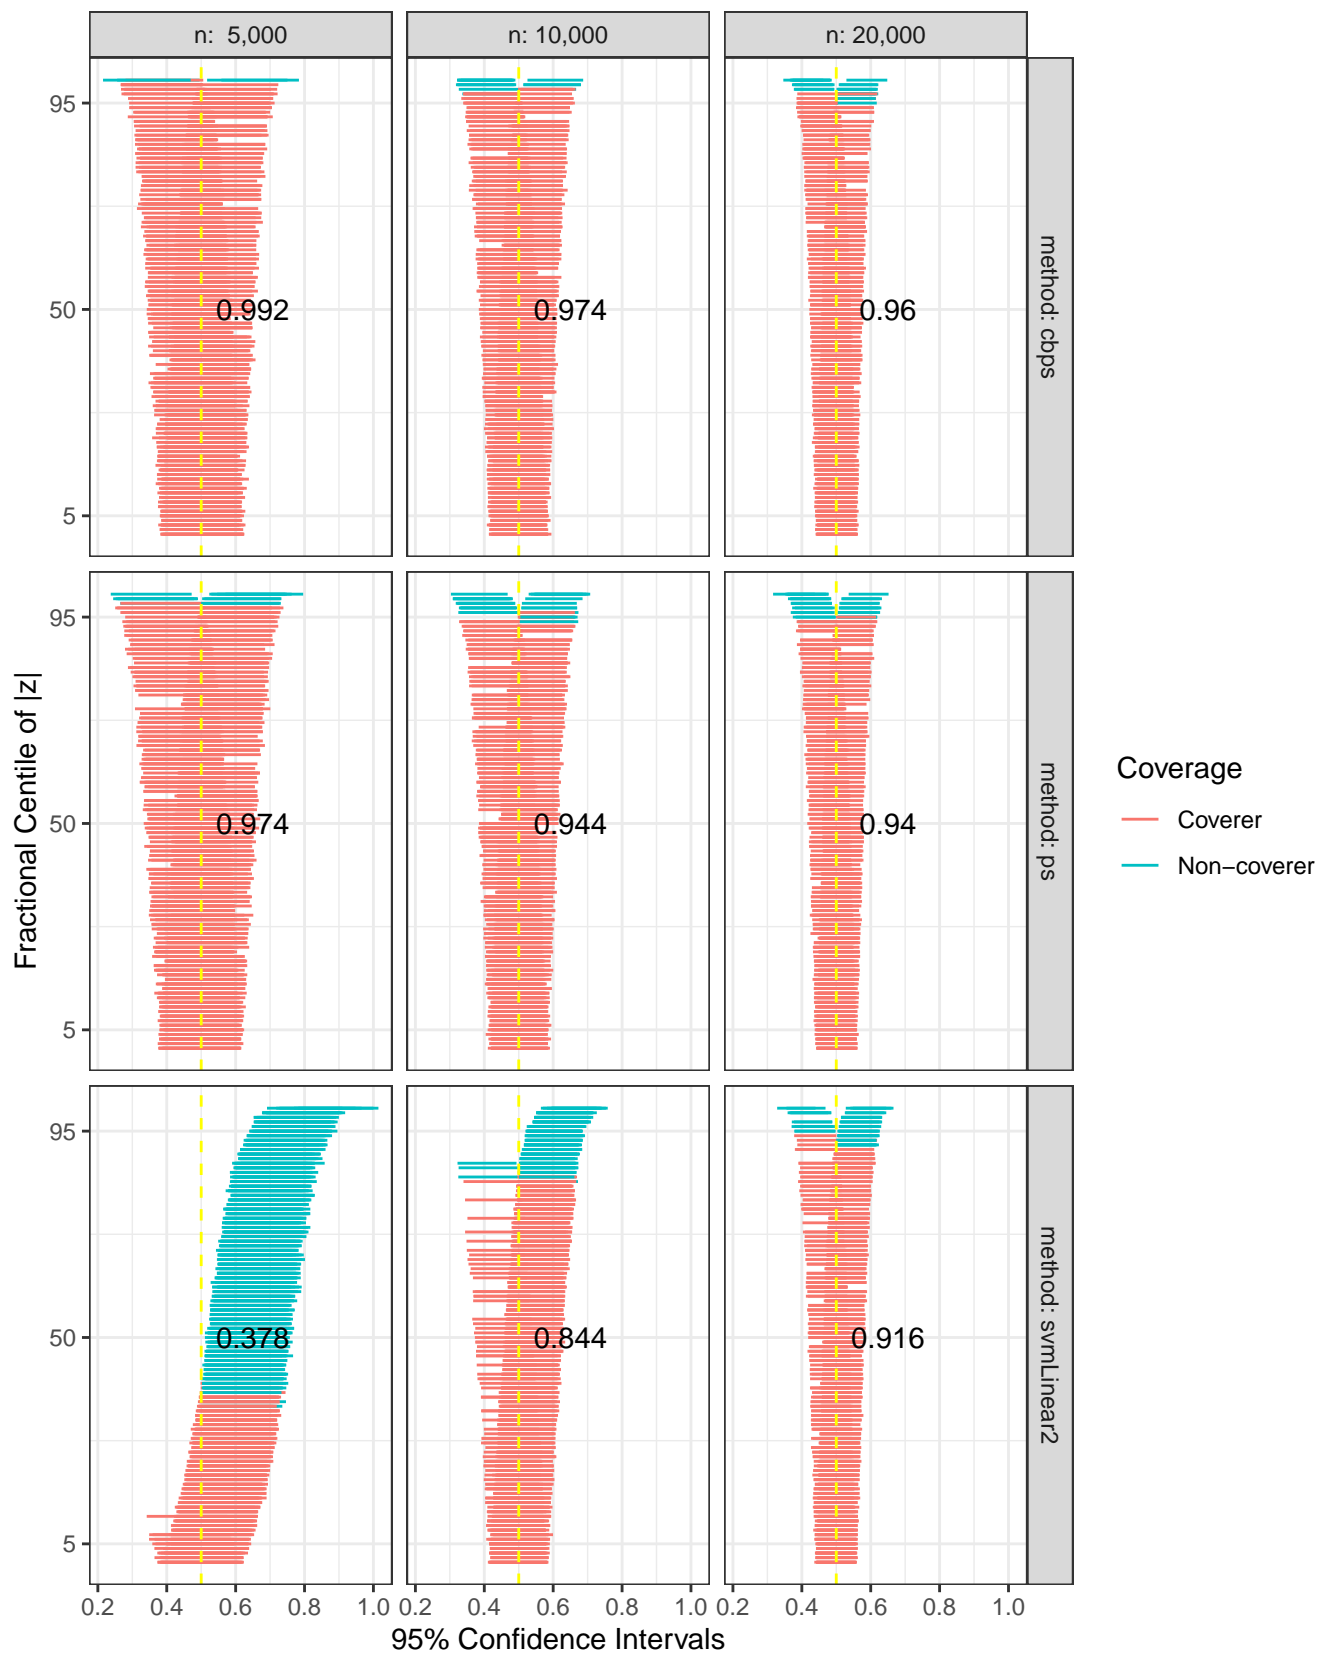 n:  5,000
n: 10,000
n: 20,000
95
50
5
0.992
0.974
0.96
method: cbps
95
50
5
0.974
0.944
0.94
method: ps
95
50
5
0.378
0.844
0.916
method: svmLinear2
0.2 0.4 0.6 0.8 1.0
0.2 0.4 0.6 0.8 1.0
0.2 0.4 0.6 0.8 1.0
95% Confidence Intervals
Fractional Centile of |z|
Coverage
Coverer
Non−coverer